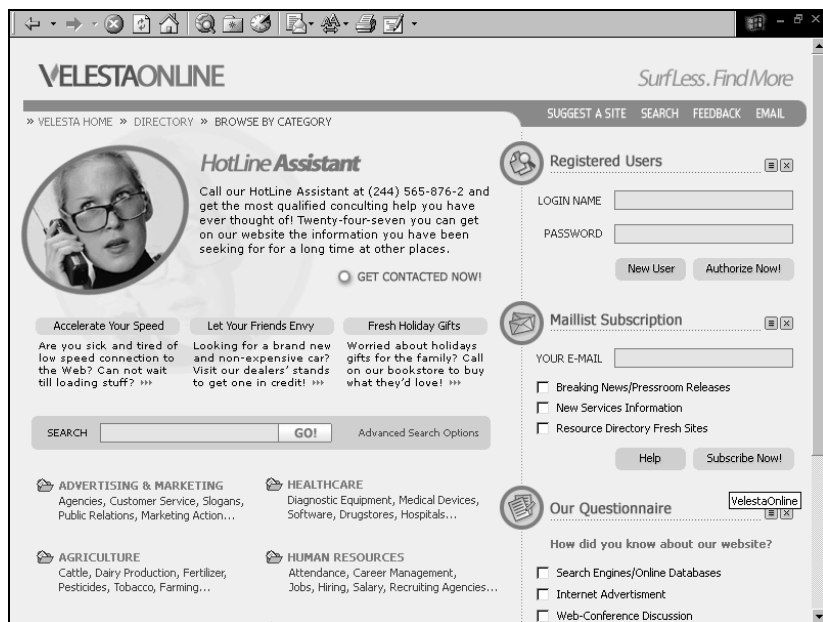 VELESTAONLINE
SurfLess.FindMore
SUGGEST A SITE SEARCH FEEDBACK EMAIL
» VELESTA HOME » DIRECTORY » BROWSE BY CATEGORY
HotLine Assistant
Call our HotLine Assistant at (244) 565-876-2 and
get the most qualified conculting help you have
ever thought of! Twenty-four-seven you can get
on our website the information you have been
seeking for for a long time at other places.
GET CONTACTED NOW!
Accelerate Your Speed
Are you sick and tired of
low speed connection to
the Web? Can not wait
till loading stuff? »»
Let Your Friends Envy
Looking for a brand new
and non-expensive car?
Visit our dealers' stands
to get one in credit! »»
Fresh Holiday Gifts
Worried about holidays
gifts for the family? Call
on our bookstore to buy
what they'd love! »»
SEARCH GO! Advanced Search Options
ADVERTISING & MARKETING
Agencies, Customer Service, Slogans,
Public Relations, Marketing Action...
HEALTHCARE
Diagnostic Equipment, Medical Devices,
Software, Drugstores, Hospitals...
AGRICULTURE
Cattle, Dairy Production, Fertilizer,
Pesticides, Tobacco, Farming...
HUMAN RESOURCES
Attendance, Career Management,
Jobs, Hiring, Salary, Recruiting Agencies...
Registered Users
LOGIN NAME
PASSWORD
New User Authorize Now!
Maillist Subscription
YOUR E-MAIL
Breaking News/Pressroom Releases
New Services Information
Resource Directory Fresh Sites
Help Subscribe Now!
VelestaOnline
Our Questionnaire
How did you know about our website?
Search Engines/Online Databases
Internet Advertisment
Web-Conference Discussion